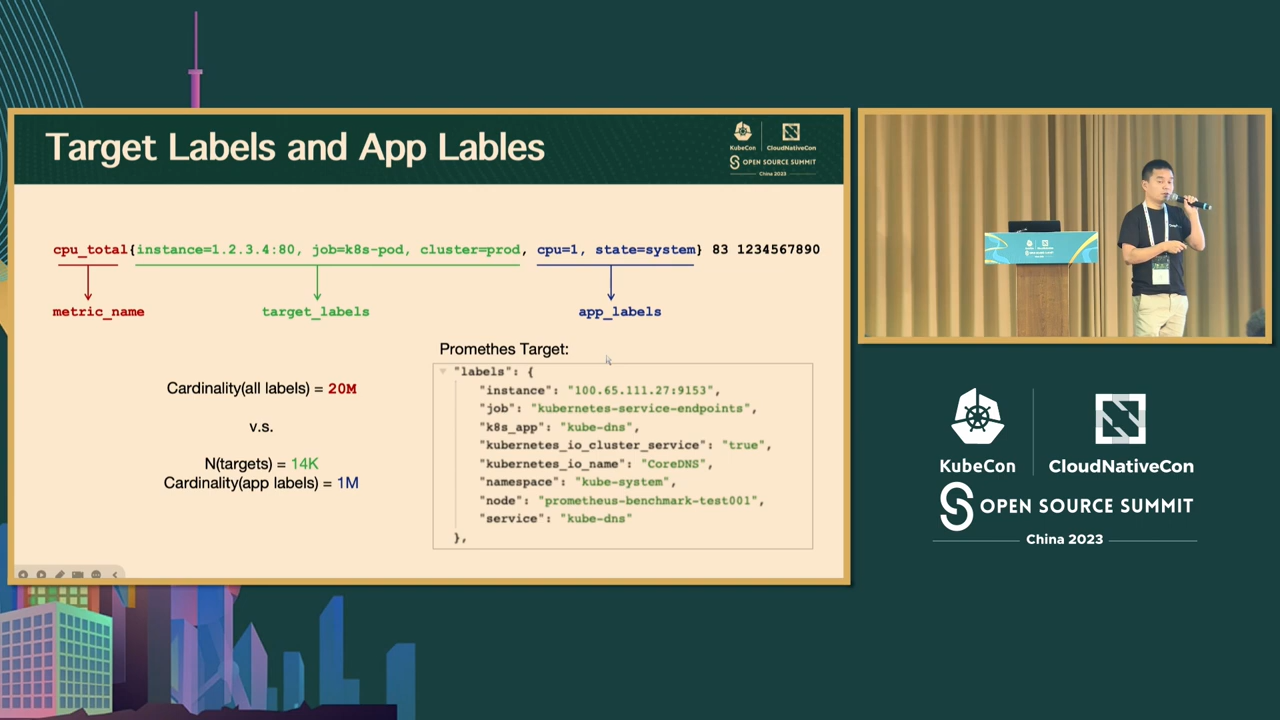 Target Labels and App Lables
KubeCon
CloudNativeCon
OPEN SOURCE SUMMIT
China 2023
cpu_total{instance=1.2.3.4:80, job=k8s-pod, cluster=prod, cpu=1, state=system} 83 1234567890
metric_name
target_labels
app_labels
Promethes Target:
"labels": {
"instance": "100.65.111.27:9153",
"job": "kubernetes-service-endpoints",
"k8s_app": "kube-dns",
"kubernetes_io_cluster_service": "true",
"kubernetes_io_name": "CoreDNS",
"namespace": "kube-system",
"node": "prometheus-benchmark-test001",
"service": "kube-dns"
},
Cardinality(all labels) = 20M
v.s.
N(targets) = 14K
Cardinality(app labels) = 1M
KubeCon
CloudNativeCon
OPEN SOURCE SUMMIT
China 2023